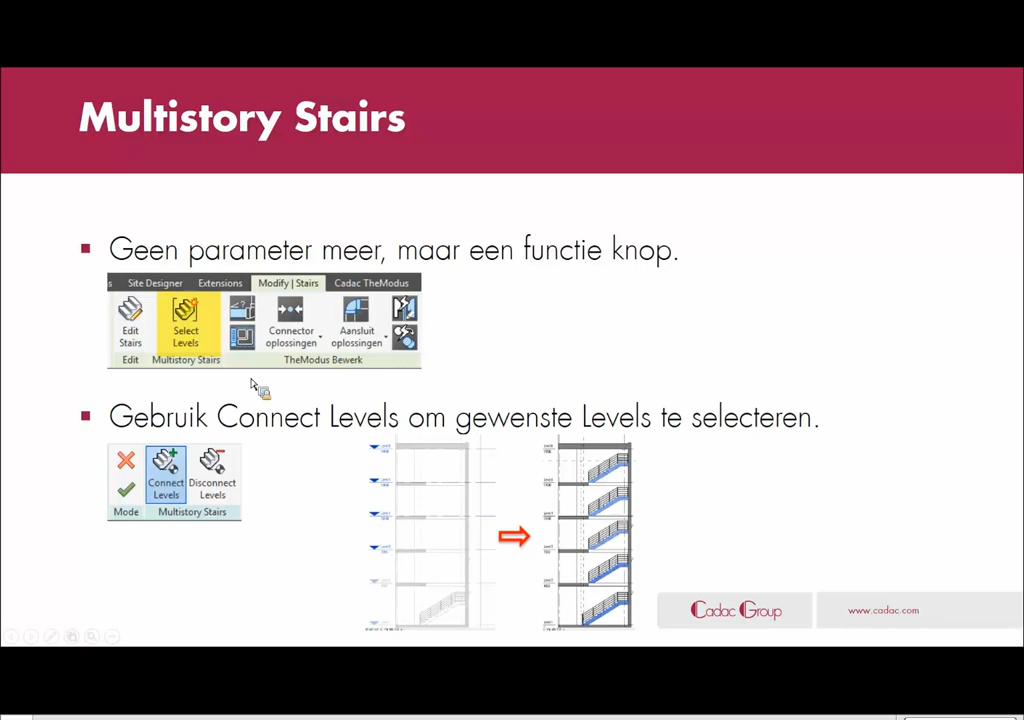 Multistory Stairs
Geen parameter meer, maar een functie knop.
s Site Designer Extensions Modify | Stairs Cadac TheModus
Edit Stairs
Select Levels
Connector oplossingen
Aansluit oplossingen
Edit Multistory Stairs TheModus Bewerk
Gebruik Connect Levels om gewenste Levels te selecteren.
Connect Levels
Disconnect Levels
Mode Multistory Stairs
Cadac Group
www.cadac.com